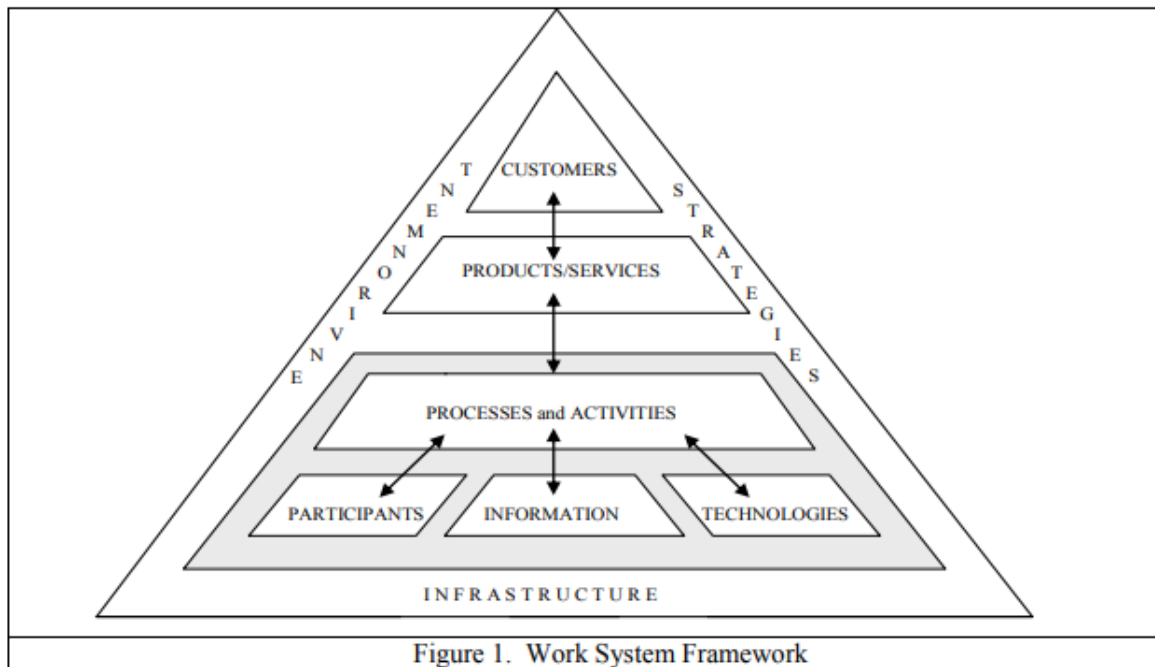 CUSTOMERS
ENVIRONMENT
STRATEGIES
PRODUCTS/SERVICES
PROCESSES and ACTIVITIES
PARTICIPANTS
INFORMATION
TECHNOLOGIES
INFRASTRUCTURE
Figure 1. Work System Framework